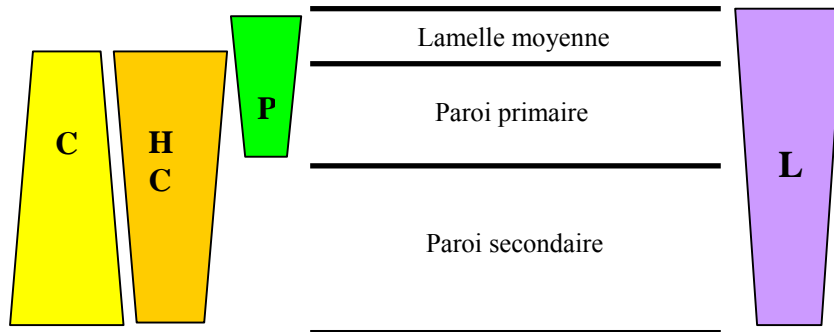 Lamelle moyenne
P
Paroi primaire
C
H
C
L
Paroi secondaire